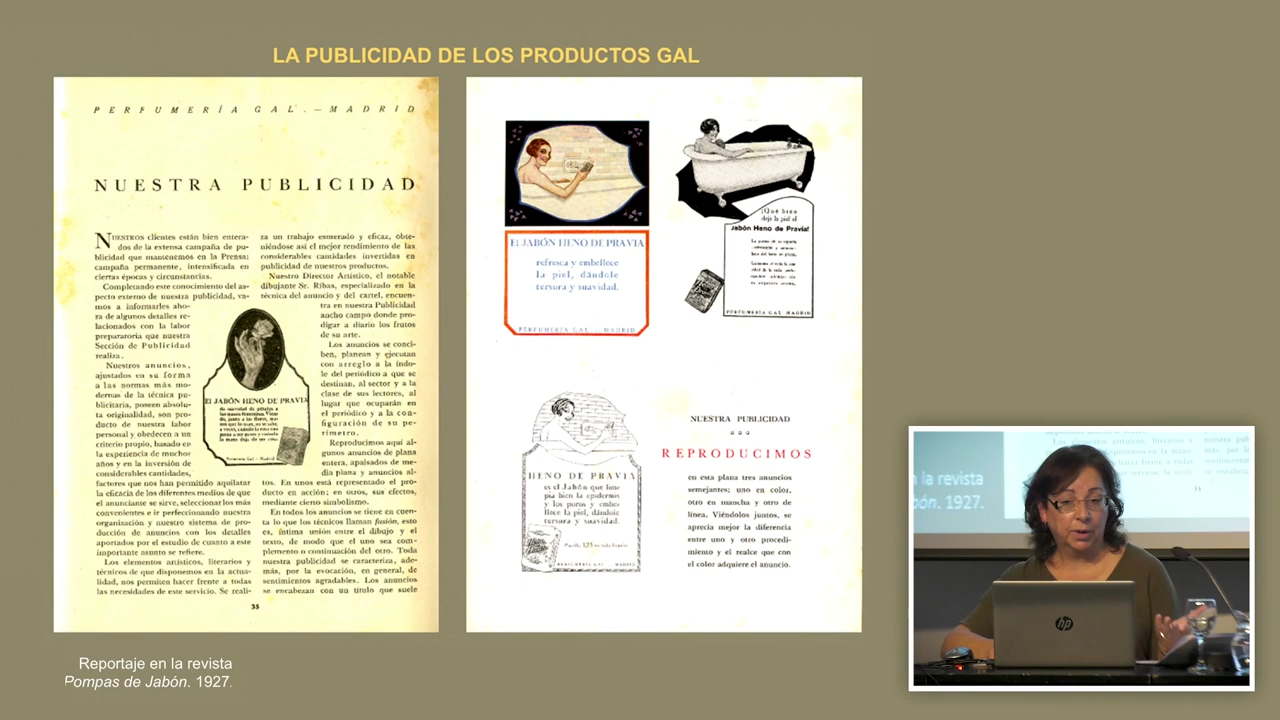 LA PUBLICIDAD DE LOS PRODUCTOS GAL
PERFUMERÍA GAL.—MADRID
NUESTRA PUBLICIDAD
NUESTROS clientes están bien entera-
dos de la extensa campaña de pu-
blicidad que mantenemos en la Prensa:
campaña permanente, intensificada en
ciertas épocas y circunstancias.
Completando este conocimiento del as-
pecto externo de nuestra publicidad, va-
mos a informarles aho-
ra de algunos detalles re-
lacionados con la labor
preparatoria que nuestra
Sección de Publicidad
realiza.
Nuestros anuncios,
ajustados en su forma
a las normas más mo-
dernas de la técnica pu-
blicitaria, poseen absolu-
ta originalidad, son pro-
ducto de nuestra labor
personal y obedecen a un
criterio propio, basado en
la experiencia de muchos
años y en la inversión de
considerables cantidades,
factores que nos han permitido aquilatar
la eficacia de los diferentes medios de que
el anunciante se sirve, seleccionar los más
convenientes e ir perfeccionando nuestra
organización y nuestro sistema de pro-
ducción de anuncios con los detalles
aportados por el estudio de cuanto a este
importante asunto se refiere.
Los elementos artísticos, literarios y
técnicos de que disponemos en la actua-
lidad, nos permiten hacer frente a todas
las necesidades de este servicio. Se reali-
za un trabajo esmerado y eficaz, obte-
niéndose así el mejor rendimiento de las
considerables cantidades invertidas en
publicidad de nuestros productos.
Nuestro Director Artístico, el notable
dibujante Sr. Ribas, especializado en la
técnica del anuncio y del cartel, encuen-
tra en nuestra Publicidad
ancho campo donde pro-
digar a diario los frutos
de su arte.
Los anuncios se conci-
ben, planean y ejecutan
con arreglo a la índo-
le del periódico a que se
destinan, al sector y a la
clase de sus lectores, al
lugar que ocuparán en
el periódico y a la con-
figuración de su pe-
rímetro.
Reproducimos aquí al-
gunos anuncios de plana
entera, apaisados de me-
dia plana y anuncios al-
tos. En unos está representado el pro-
ducto en acción; en otros, sus efectos,
mediante cierto simbolismo.
En todos los anuncios se tiene en cuen-
ta lo que los técnicos llaman fusión, esto
es, íntima unión entre el dibujo y el
texto, de modo que el uno sea com-
plemento o continuación del otro. Toda
nuestra publicidad se caracteriza, ade-
más, por la evocación, en general, de
sentimientos agradables. Los anuncios
se encabezan con un título que suele
EL JABÓN HENO DE PRAVIA
Perfumería Gal - Madrid
35
EL JABÓN HENO DE PRAVIA
refresca y embellece
la piel, dándole
tersura y suavidad.
PERFUMERÍA GAL - MADRID
¡Qué bien
deja la piel el
Jabón Heno de Pravia!
PERFUMERÍA GAL - MADRID
HENO DE PRAVIA
es el Jabón que lim-
pia bien la epidermis
y los poros y embe-
llece la piel, dándole
tersura y suavidad.
PERFUMERÍA GAL - MADRID
NUESTRA PUBLICIDAD
REPRODUCIMOS
en esta plana tres anuncios
semejantes; uno en color,
otro en mancha y otro de
línea. Viéndolos juntos, se
aprecia mejor la diferencia
entre uno y otro procedi-
miento y el realce que con
el color adquiere el anuncio.
Reportaje en la revista
Pompas de Jabón. 1927.
la revista
bón. 1927.
hp